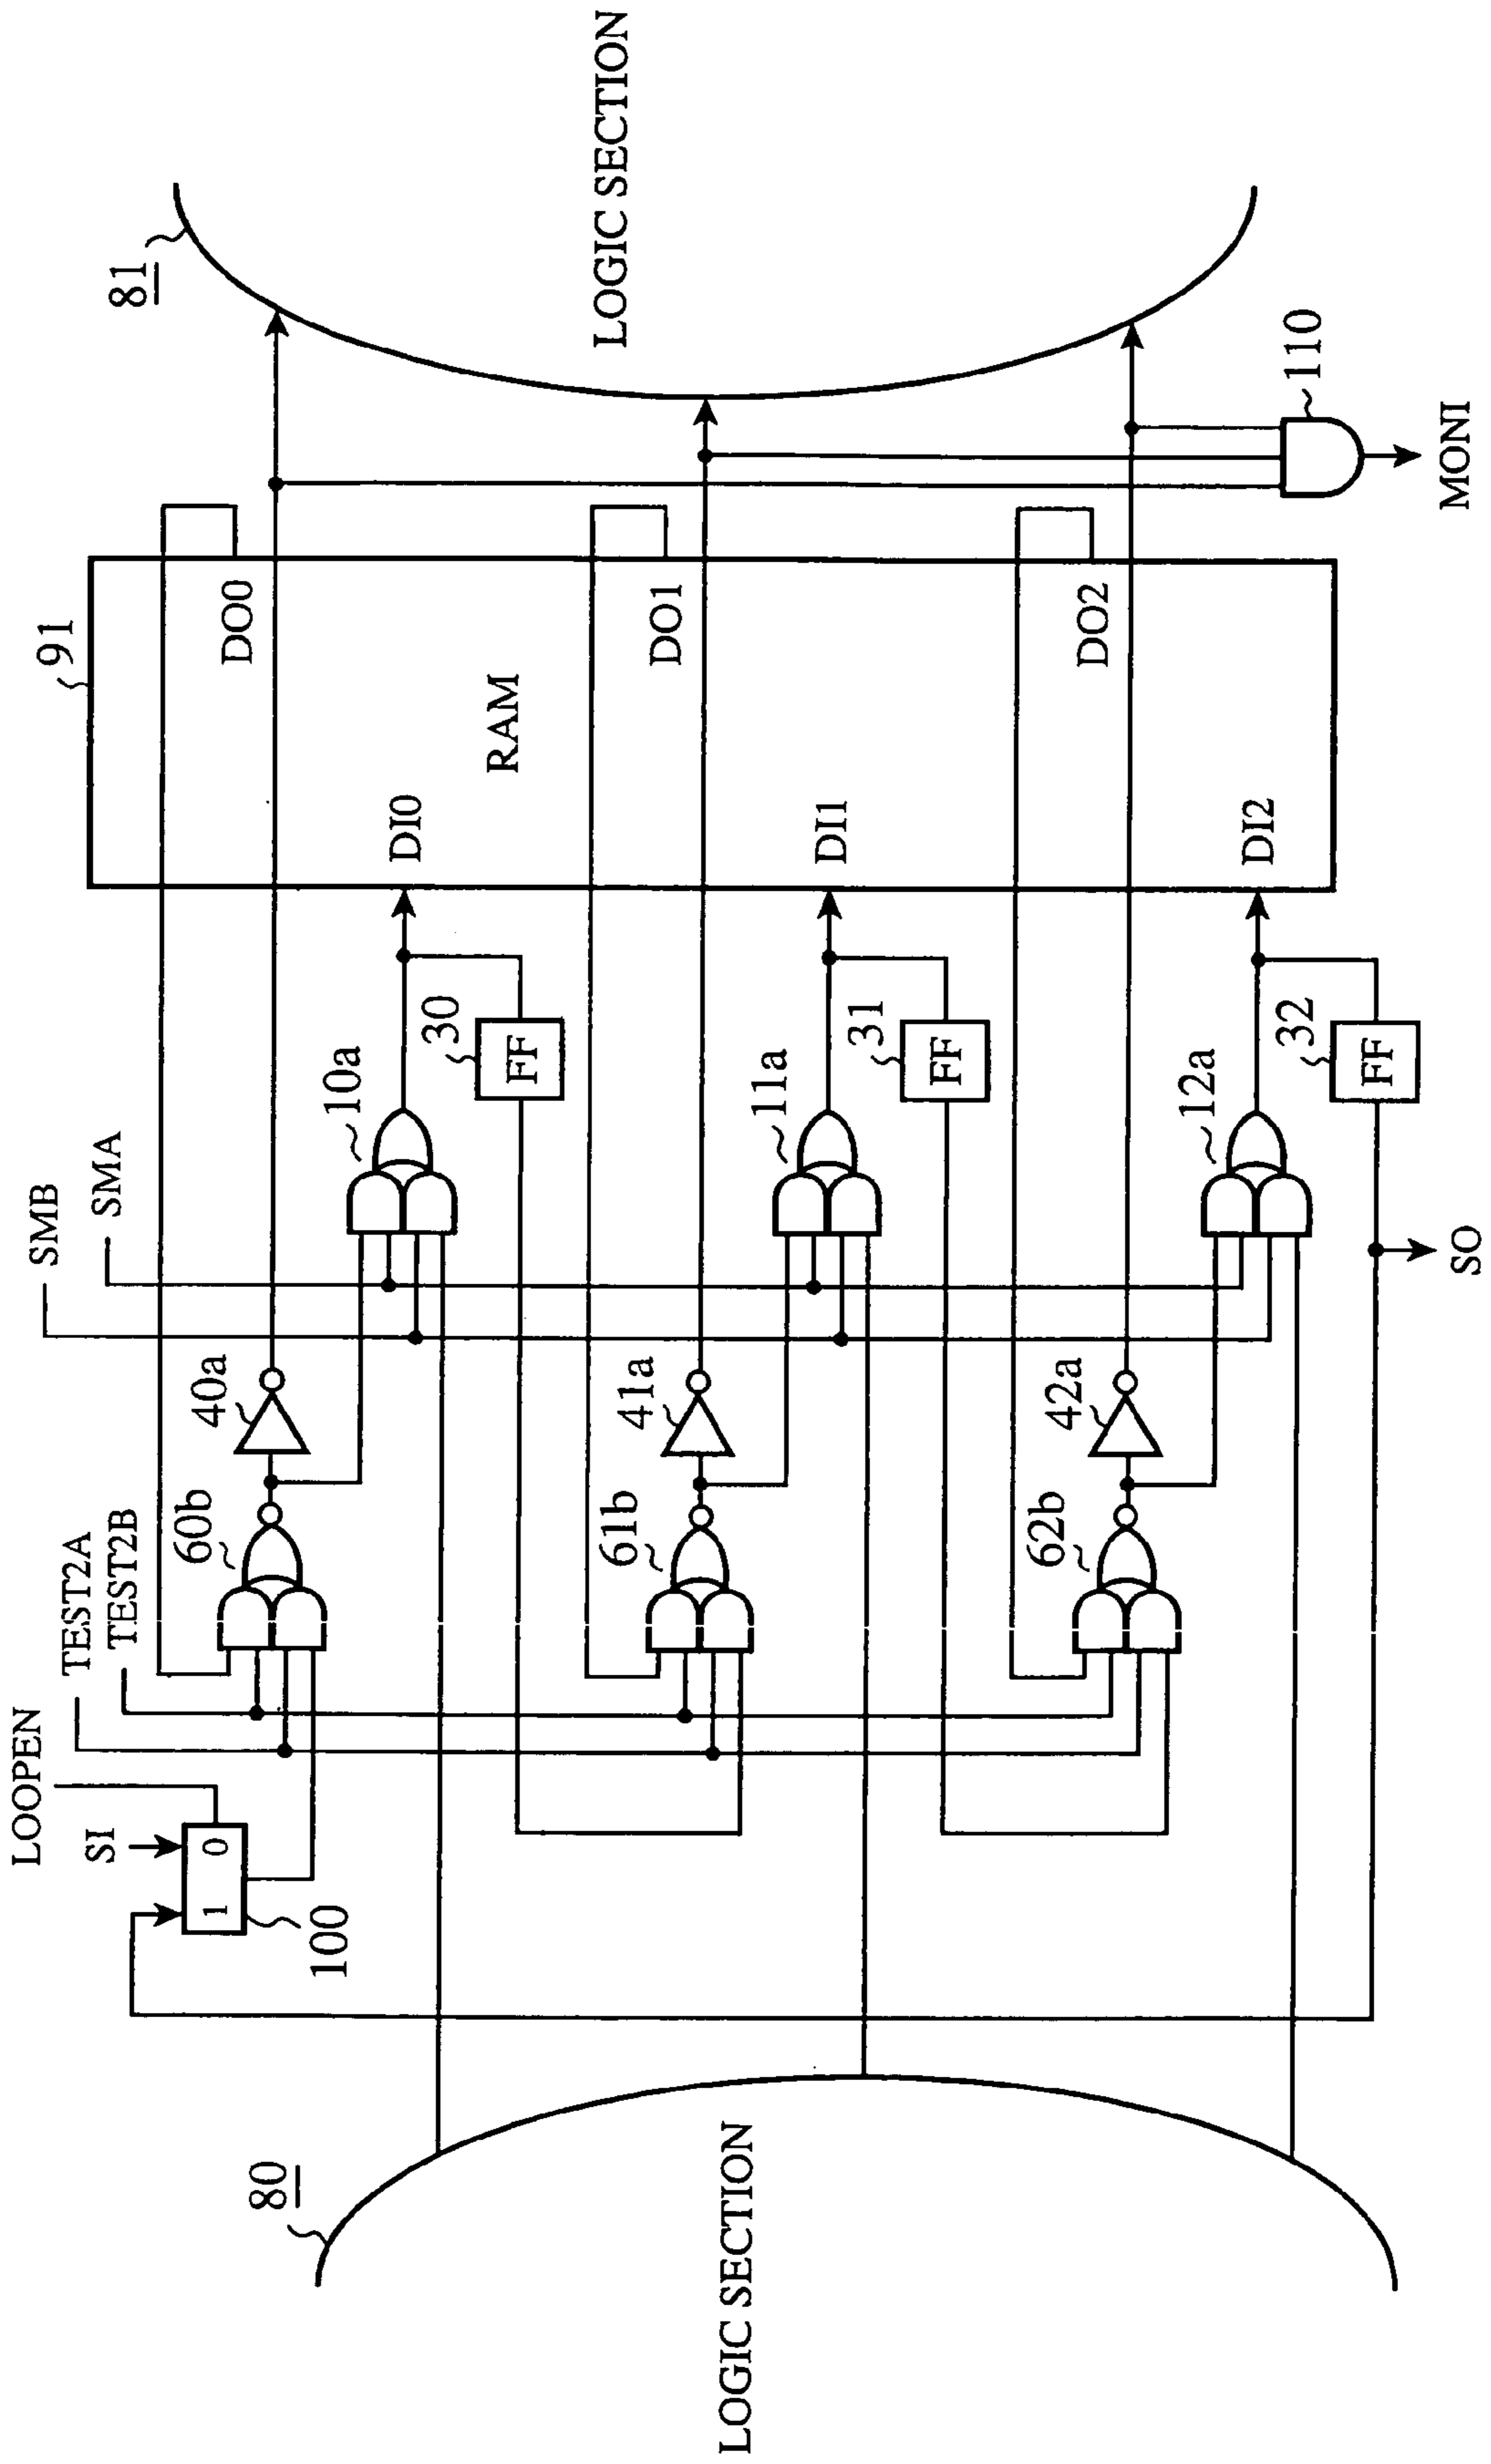 LOGIC SECTION
80
LOOPEN
SI
1 0
100
TEST2A
TEST2B
60b
61b
62b
40a
41a
42a
SMB
SMA
10a
11a
12a
SO
30
FF
31
FF
32
FF
91
DI0
DI1
DI2
RAM
DO0
DO1
DO2
MONI
110
81
LOGIC SECTION